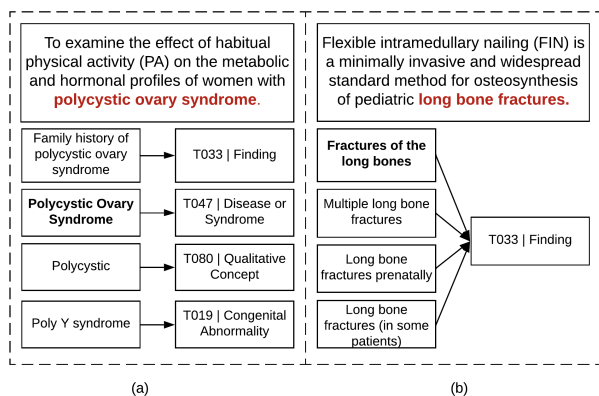 To examine the effect of habitual
physical activity (PA) on the metabolic
and hormonal profiles of women with
polycystic ovary syndrome.
Family history of
polycystic ovary
syndrome
T033 | Finding
Polycystic Ovary
Syndrome
T047 | Disease or
Syndrome
Polycystic
T080 | Qualitative
Concept
Poly Y syndrome
T019 | Congenital
Abnormality
(a)
Flexible intramedullary nailing (FIN) is
a minimally invasive and widespread
standard method for osteosynthesis
of pediatric long bone fractures.
Fractures of the
long bones
Multiple long bone
fractures
Long bone
fractures prenatally
Long bone
fractures (in some
patients)
T033 | Finding
(b)